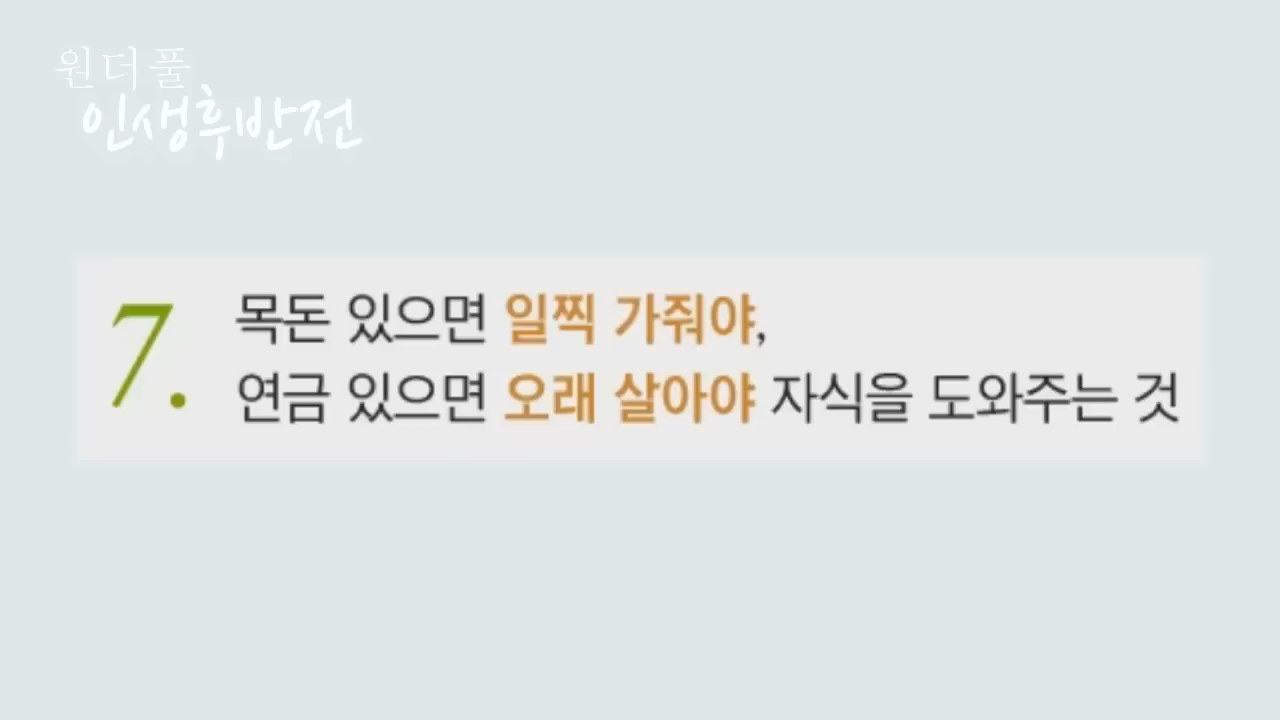 원더풀
인생후반전
7. 목돈 있으면 일찍 가줘야,
연금 있으면 오래 살아야 자식을 도와주는 것